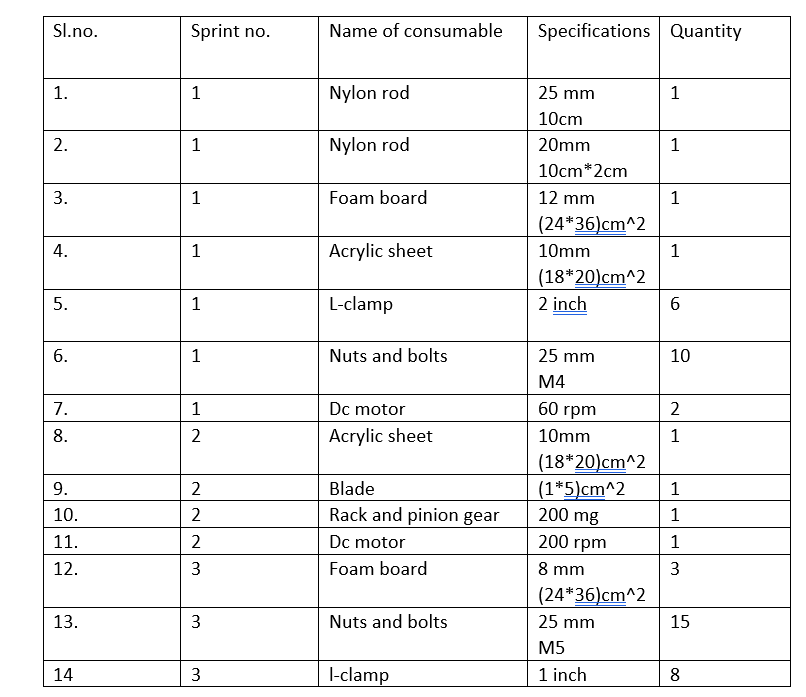 Sl.no. Sprint no. Name of consumable Specifications Quantity
1. 1 Nylon rod 25 mm 1
10cm
2. 1 Nylon rod 20mm 1
10cm*2cm
3. 1 Foam board 12 mm 1
(24*36)cm^2
4. 1 Acrylic sheet 10mm 1
(18*20)cm^2
5. 1 L-clamp 2 inch 6
6. 1 Nuts and bolts 25 mm 10
M4
7. 1 Dc motor 60 rpm 2
8. 2 Acrylic sheet 10mm 1
(18*20)cm^2
9. 2 Blade (1*5)cm^2 1
10. 2 Rack and pinion gear 200 mg 1
11. 2 Dc motor 200 rpm 1
12. 3 Foam board 8 mm 3
(24*36)cm^2
13. 3 Nuts and bolts 25 mm 15
M5
14 3 l-clamp 1 inch 8